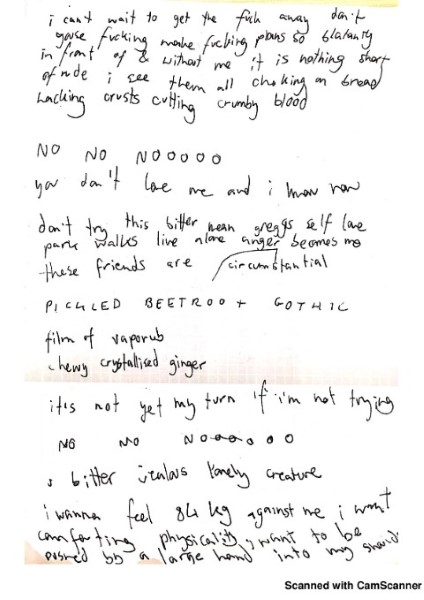 i can't wait to get the fuck away don't
youse fucking make fucking plans so blatantly
in front of & without me it is nothing short
of rude i see them all choking on bread
hacking crusts cutting crumby blood
NO NO NOOOOO
you don't love me and i know now
don't try this bitter mean greggs self love
park walks live alone anger becomes me
these friends are circumstantial
PICKLED BEETROOT GOTHIC
film of vaporub
chewy crystallised ginger
it's not yet my turn if i'm not trying
NO NO NOOOOOO
bitter jealous lonely creature
i wanna feel 84 kg against me i want
comforting physicality i want to be
pushed by a large hand into my
Scanned with CamScanner